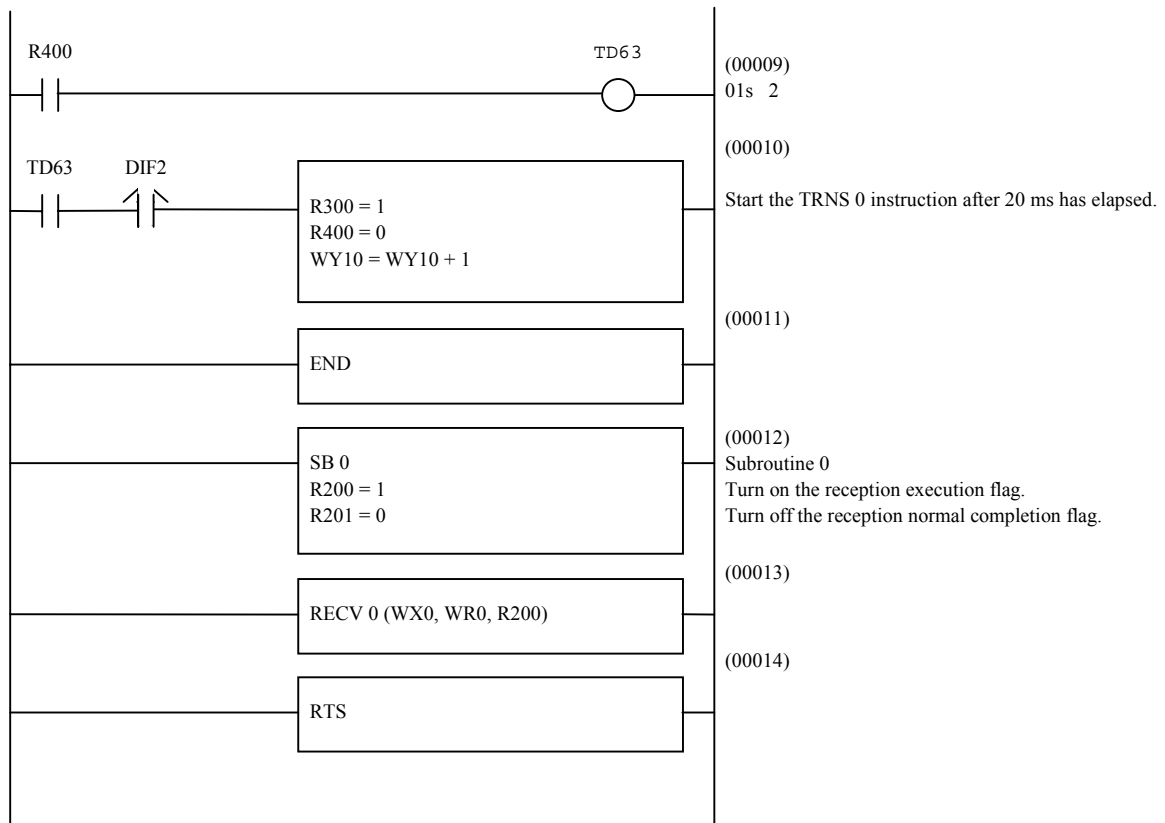 R400
TD63
(00009)
01s 2
(00010)
TD63
DIF2
R300 = 1
R400 = 0
WY10 = WY10 + 1
Start the TRNS 0 instruction after 20 ms has elapsed.
(00011)
END
(00012)
SB 0
R200 = 1
R201 = 0
Subroutine 0
Turn on the reception execution flag.
Turn off the reception normal completion flag.
(00013)
RECV 0 (WX0, WR0, R200)
(00014)
RTS